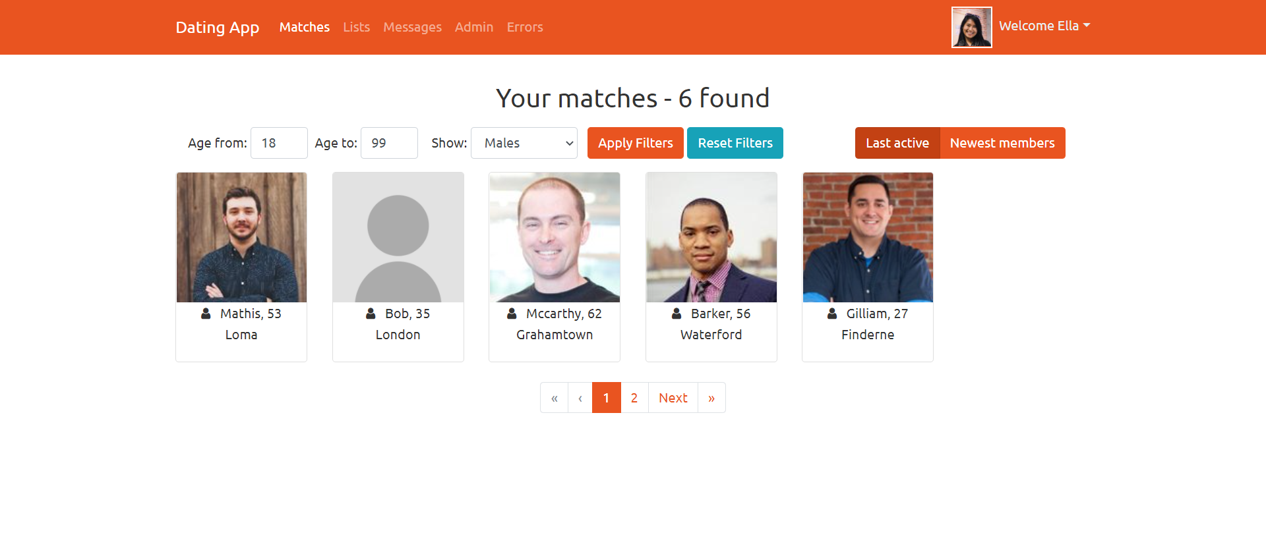 Dating App Matches Lists Messages Admin Errors Welcome Ella
Your matches - 6 found
Age from: 18 Age to: 99 Show: Males Apply Filters Reset Filters Last active Newest members
Mathis, 53 Bob, 35 Mccarthy, 62 Barker, 56 Gilliam, 27
Loma London Grahamtown Waterford Finderne
« ‹ 1 2 Next »